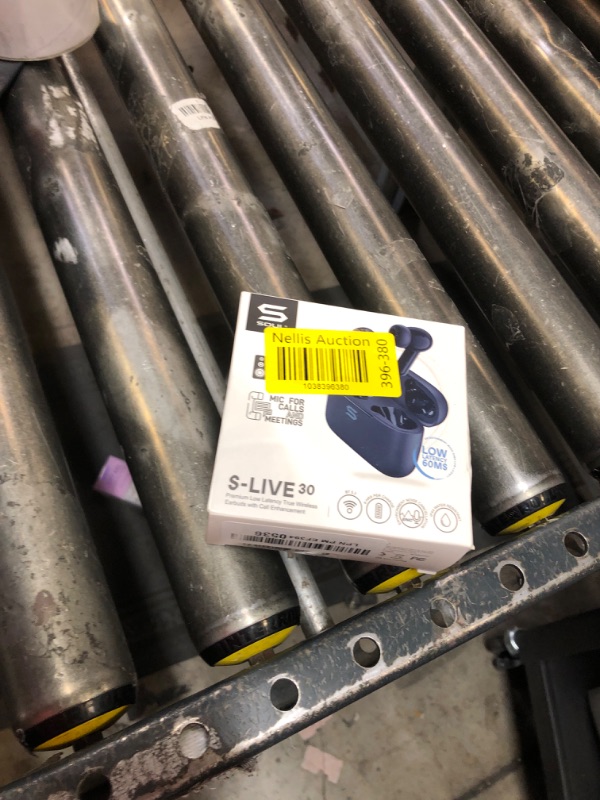 SOUL
Nellis Auction
396-380
1038396380
MIC FOR
CALLS
AND
MEETINGS
LOW
LATENCY
60MS
S-LIVE 30
Premium Low Latency True Wireless
Earbuds with Call Enhancement